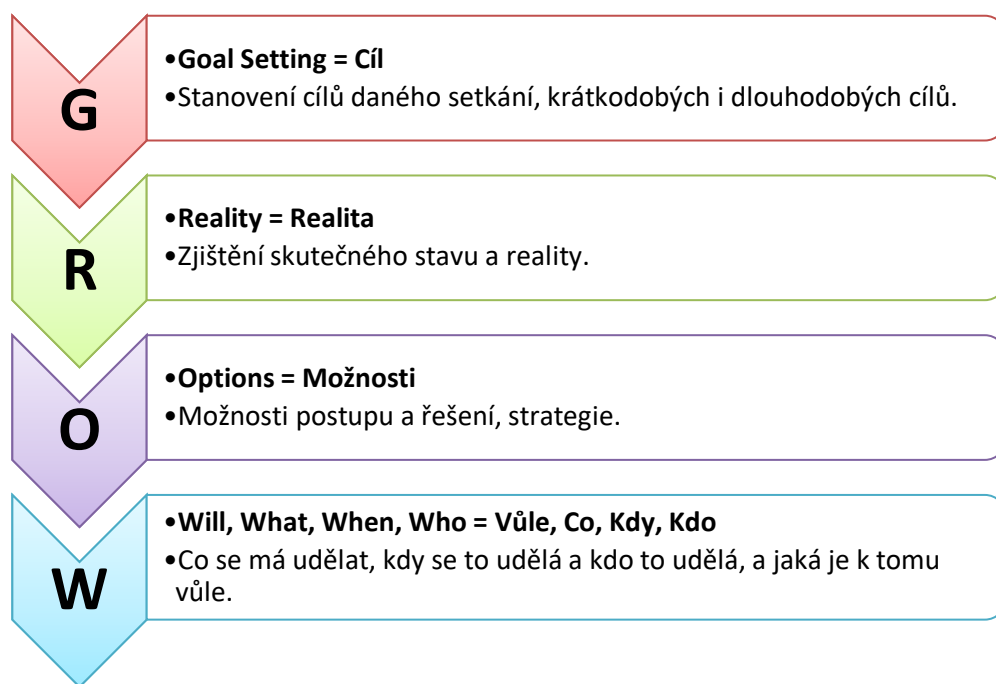 G
•Goal Setting = Cíl
•Stanovení cílů daného setkání, krátkodobých i dlouhodobých cílů.
R
•Reality = Realita
•Zjištění skutečného stavu a reality.
O
•Options = Možnosti
•Možnosti postupu a řešení, strategie.
W
•Will, What, When, Who = Vůle, Co, Kdy, Kdo
•Co se má udělat, kdy se to udělá a kdo to udělá, a jaká je k tomu
vůle.